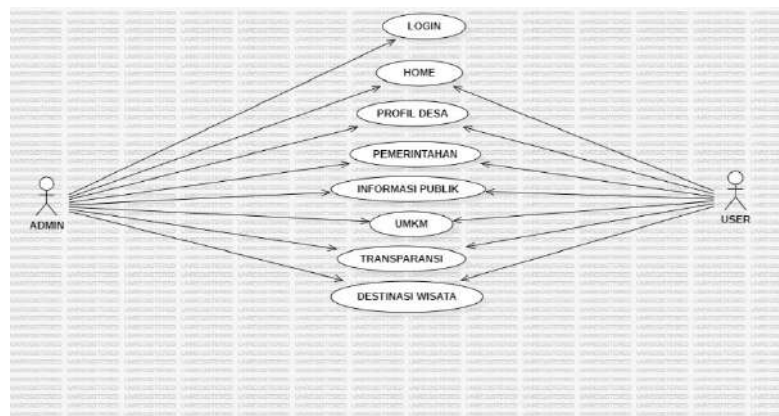 LOGIN
HOME
PROFIL DESA
PEMERINTAHAN
INFORMASI PUBLIK
ADMIN
USER
UMKM
TRANSPARANSI
DESTINASI WISATA